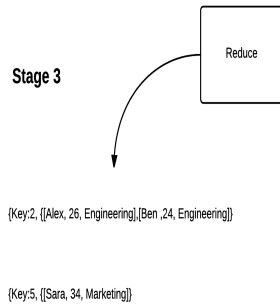 Reduce
Stage 3
{Key:2, {[Alex, 26, Engineering],[Ben ,24, Engineering]}
{Key:5, {[Sara, 34, Marketing]}